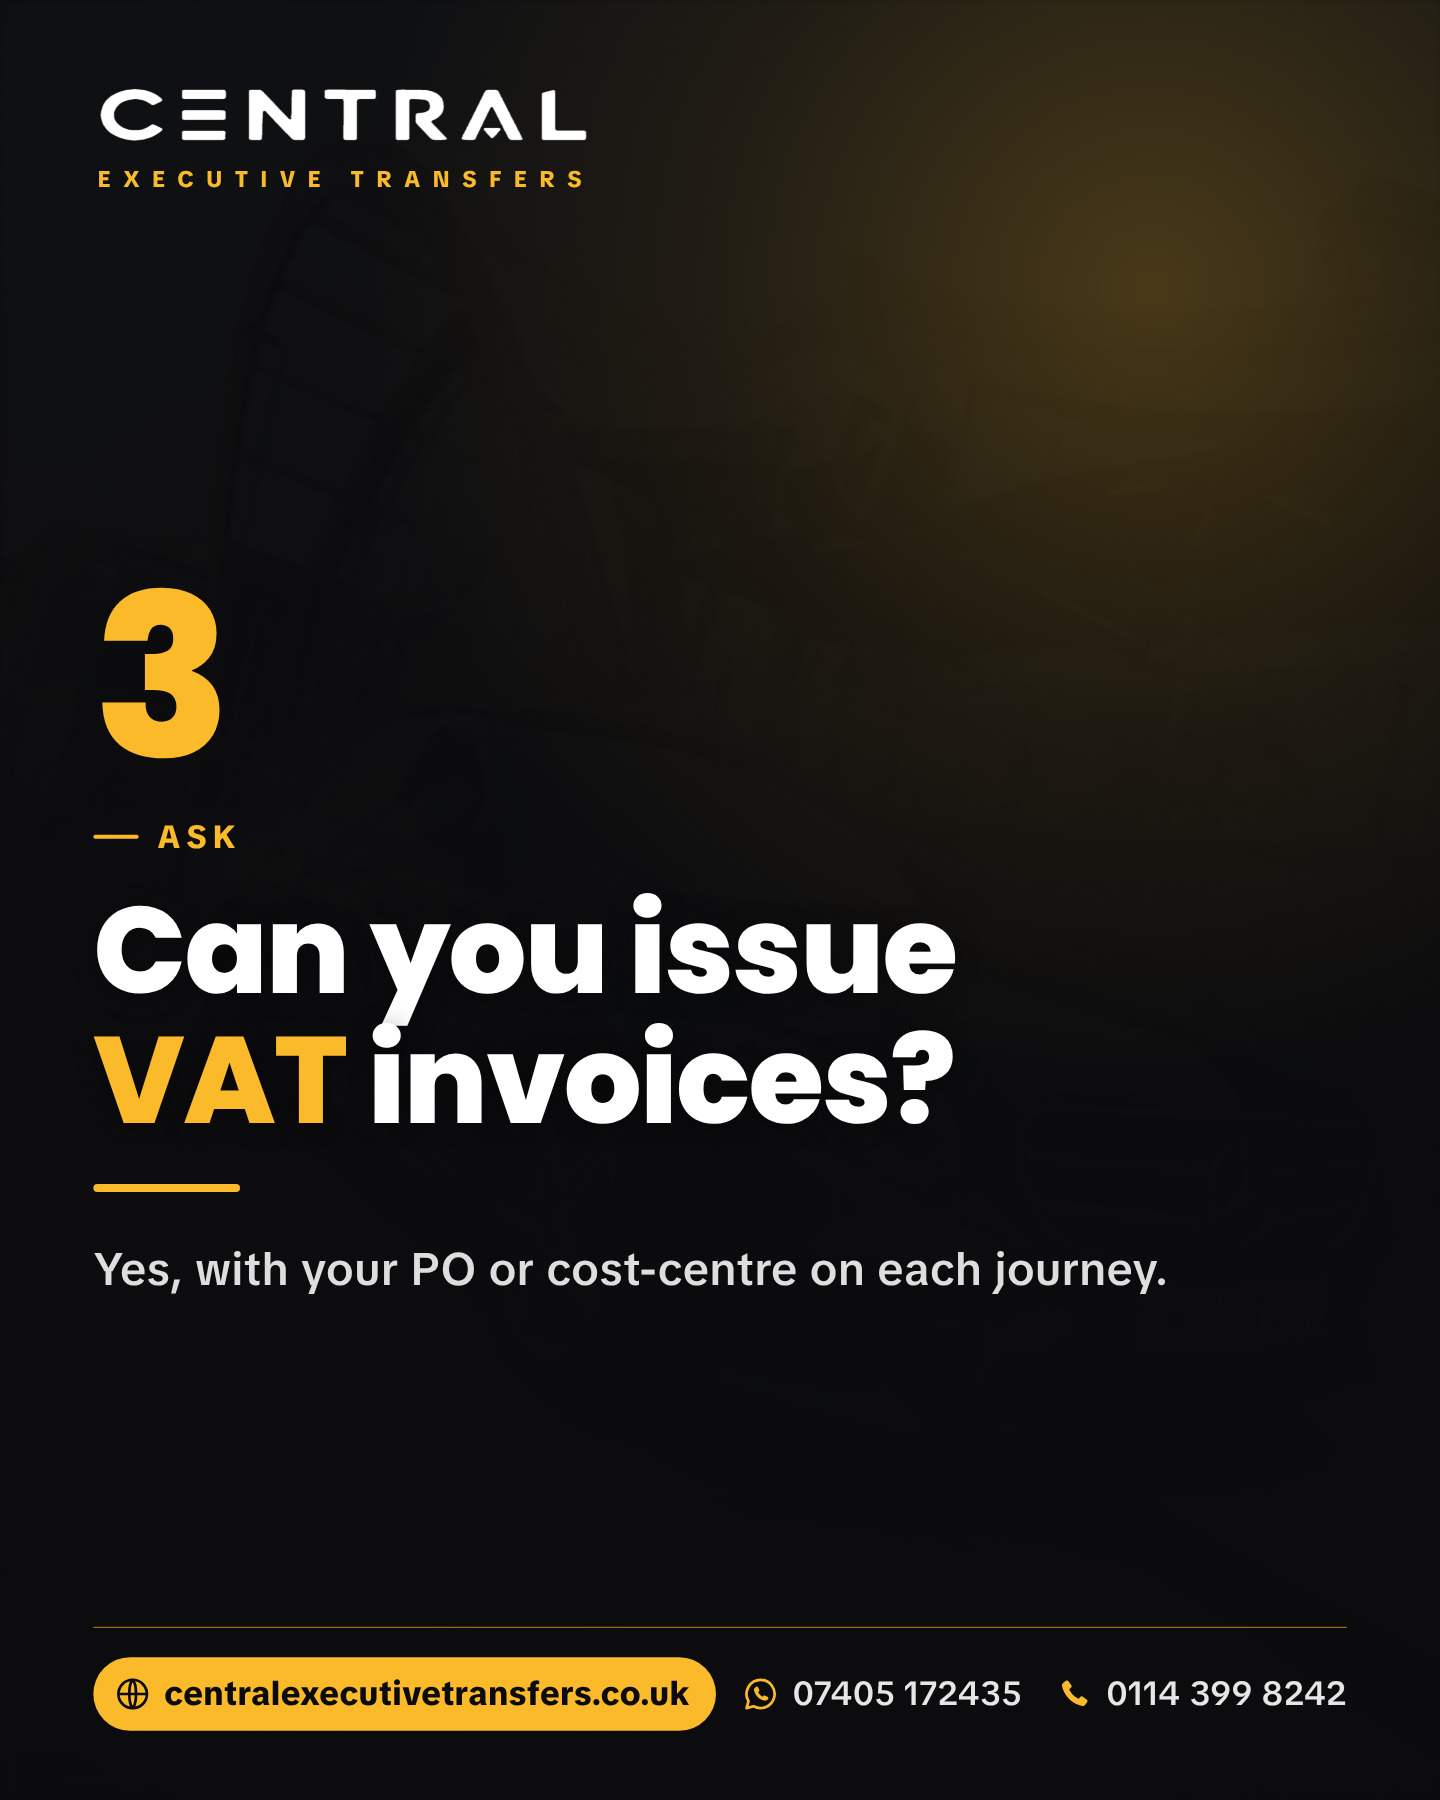 CENTRAL
EXECUTIVE TRANSFERS
3
ASK
Can you issue
VAT invoices?
Yes, with your PO or cost-centre on each journey.
centralexecutivetransfers.co.uk 07405 172435 0114 399 8242